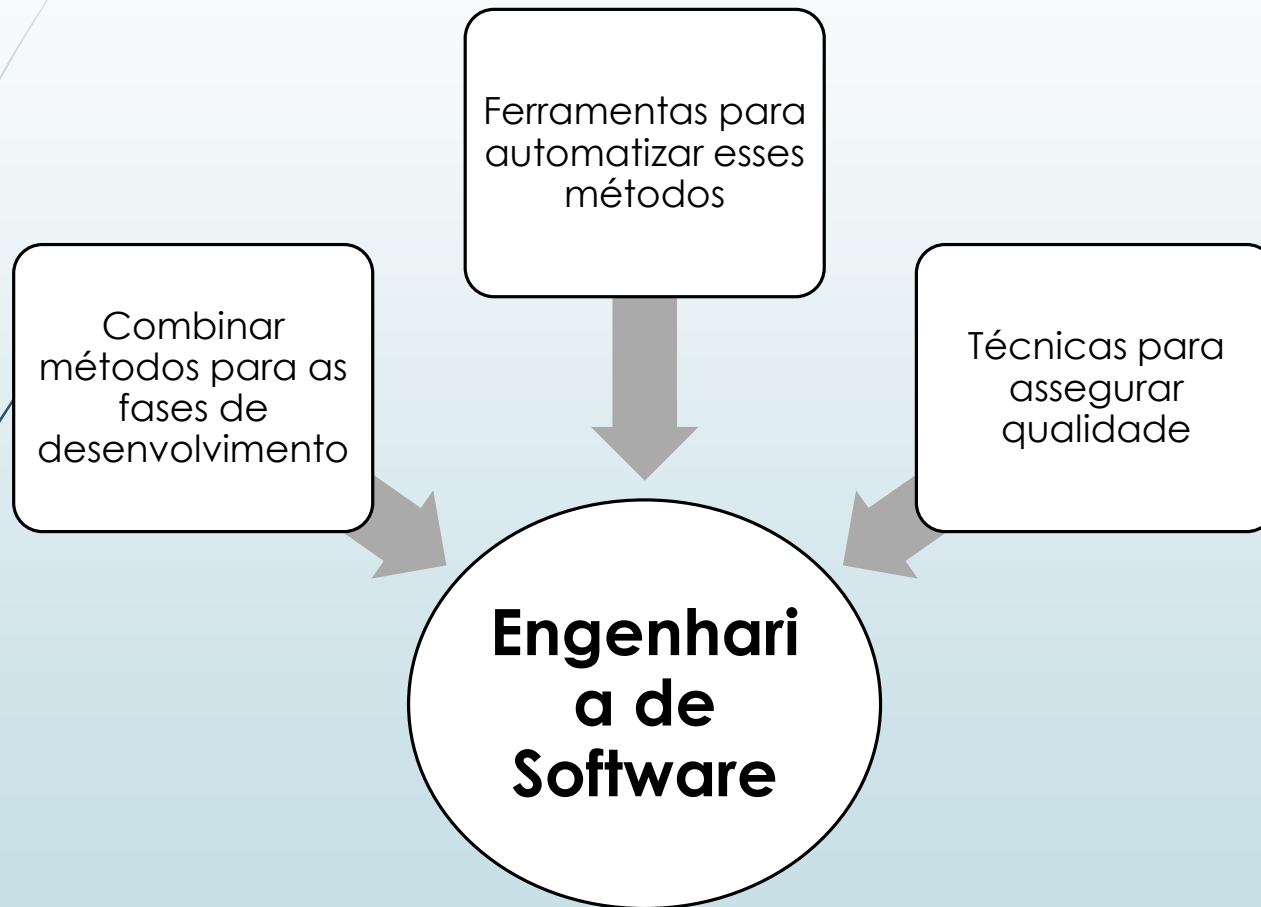 Ferramentas para
automatizar esses
métodos
Combinar
métodos para as
fases de
desenvolvimento
Técnicas para
assegurar
qualidade
Engenhari
a de
Software